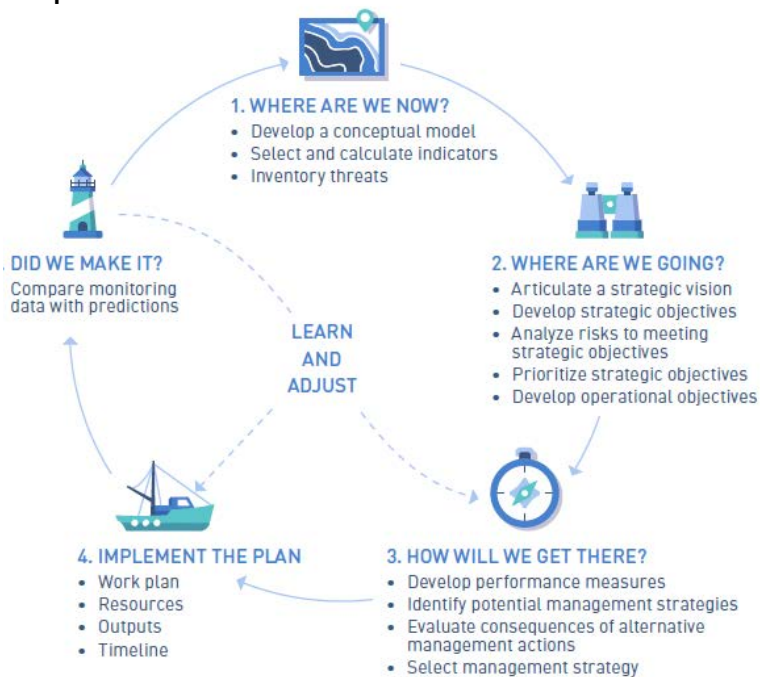 1. WHERE ARE WE NOW?
• Develop a conceptual model
• Select and calculate indicators
• Inventory threats
2. WHERE ARE WE GOING?
• Articulate a strategic vision
• Develop strategic objectives
• Analyze risks to meeting
strategic objectives
• Prioritize strategic objectives
• Develop operational objectives
3. HOW WILL WE GET THERE?
• Develop performance measures
• Identify potential management strategies
• Evaluate consequences of alternative
management actions
• Select management strategy
4. IMPLEMENT THE PLAN
• Work plan
• Resources
• Outputs
• Timeline
DID WE MAKE IT?
Compare monitoring
data with predictions
LEARN
AND
ADJUST